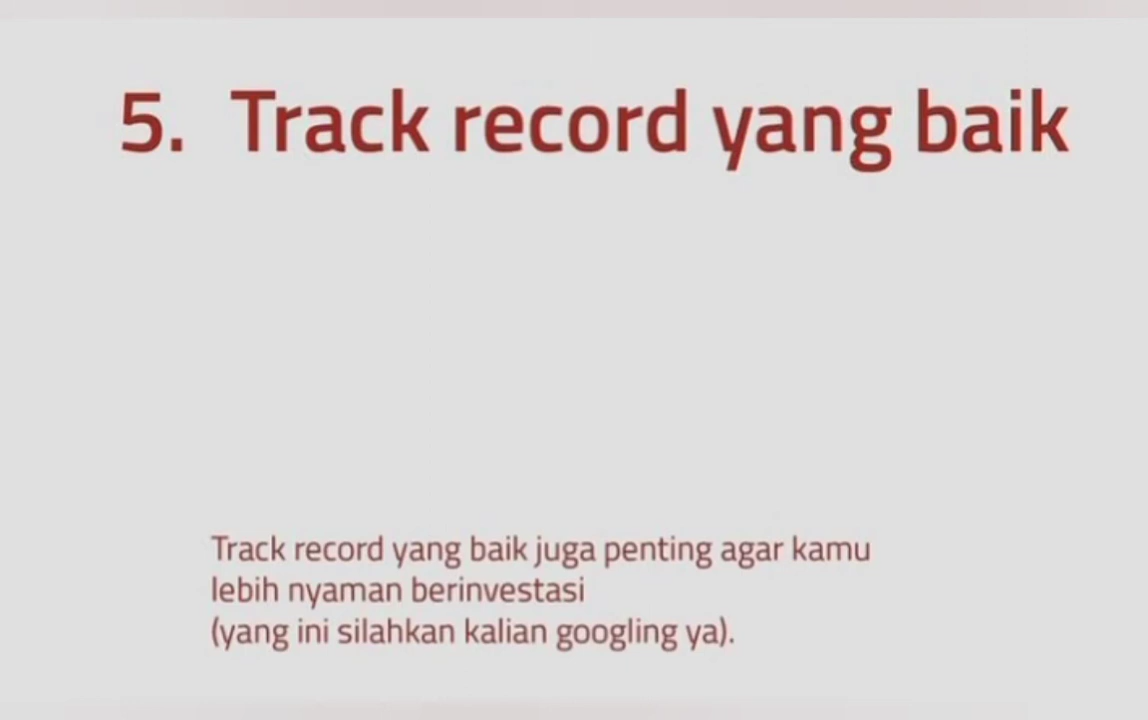 5. Track record yang baik
Track record yang baik juga penting agar kamu
lebih nyaman berinvestasi
(yang ini silahkan kalian googling ya).